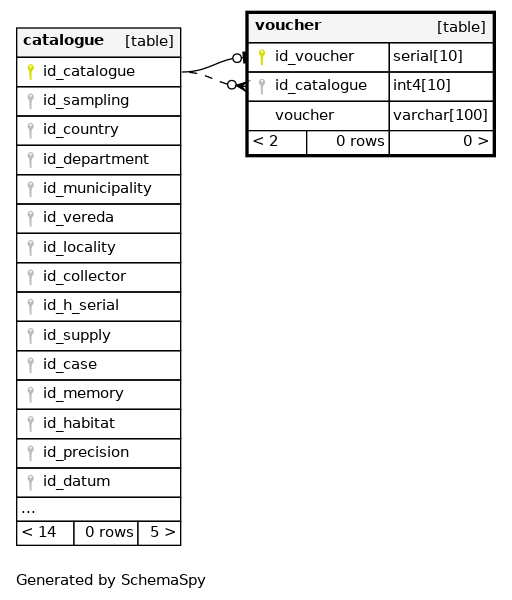 catalogue [table]
id_catalogue
id_sampling
id_country
id_department
id_municipality
id_vereda
id_locality
id_collector
id_h_serial
id_supply
id_case
id_memory
id_habitat
id_precision
id_datum
...
< 14 0 rows 5 >
voucher [table]
id_voucher serial[10]
id_catalogue int4[10]
voucher varchar[100]
< 2 0 rows 0 >
Generated by SchemaSpy